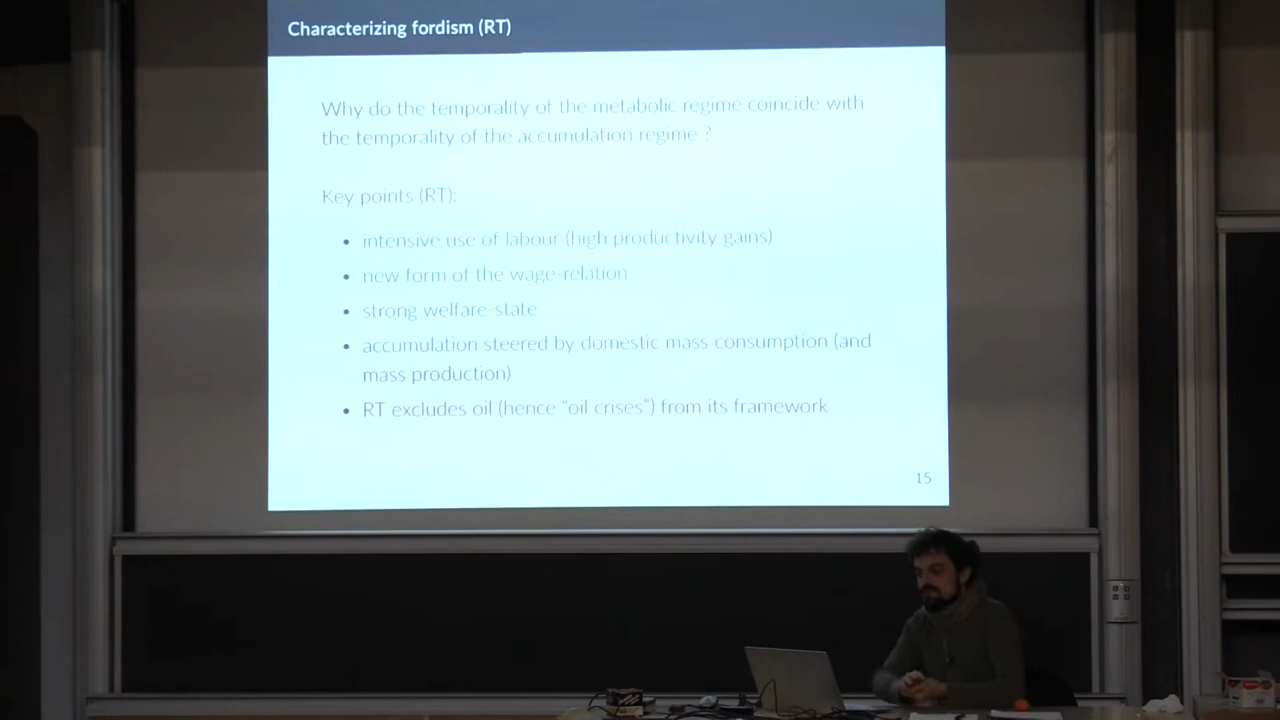 Characterizing fordism (RT)
Why do the temporality of the metabolic regime coincide with
the temporality of the accumulation regime ?
Key points (RT):
• intensive use of labour (high productivity gains)
• new form of the wage-relation
• strong welfare-state
• accumulation steered by domestic mass consumption (and
mass production)
• RT excludes oil (hence “oil crises”) from its framework
15